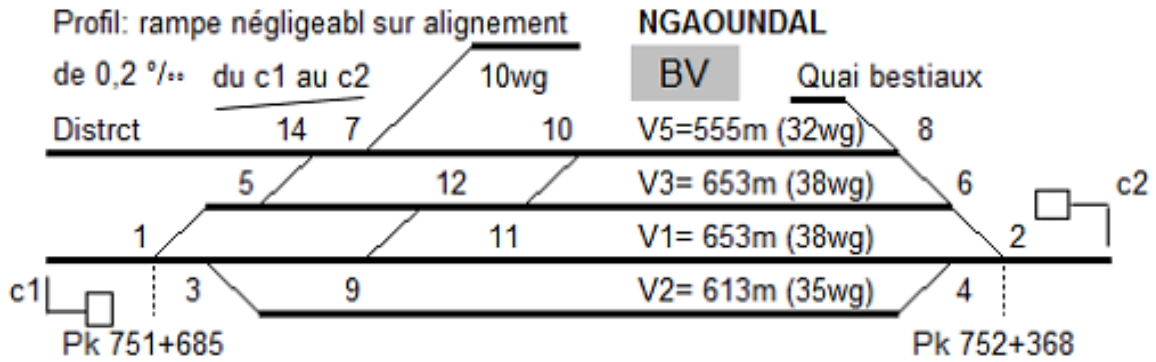 Profil: rampe négligeabl sur alignement NGAOUNDAL
de 0,2 °/•• du c1 au c2 10wg BV Quai bestiaux
Distrct 14 7 10 V5=555m (32wg) 8
5 12 V3= 653m (38wg) 6 c2
1 11 V1= 653m (38wg) 2
c1 3 9 V2= 613m (35wg) 4
Pk 751+685 Pk 752+368